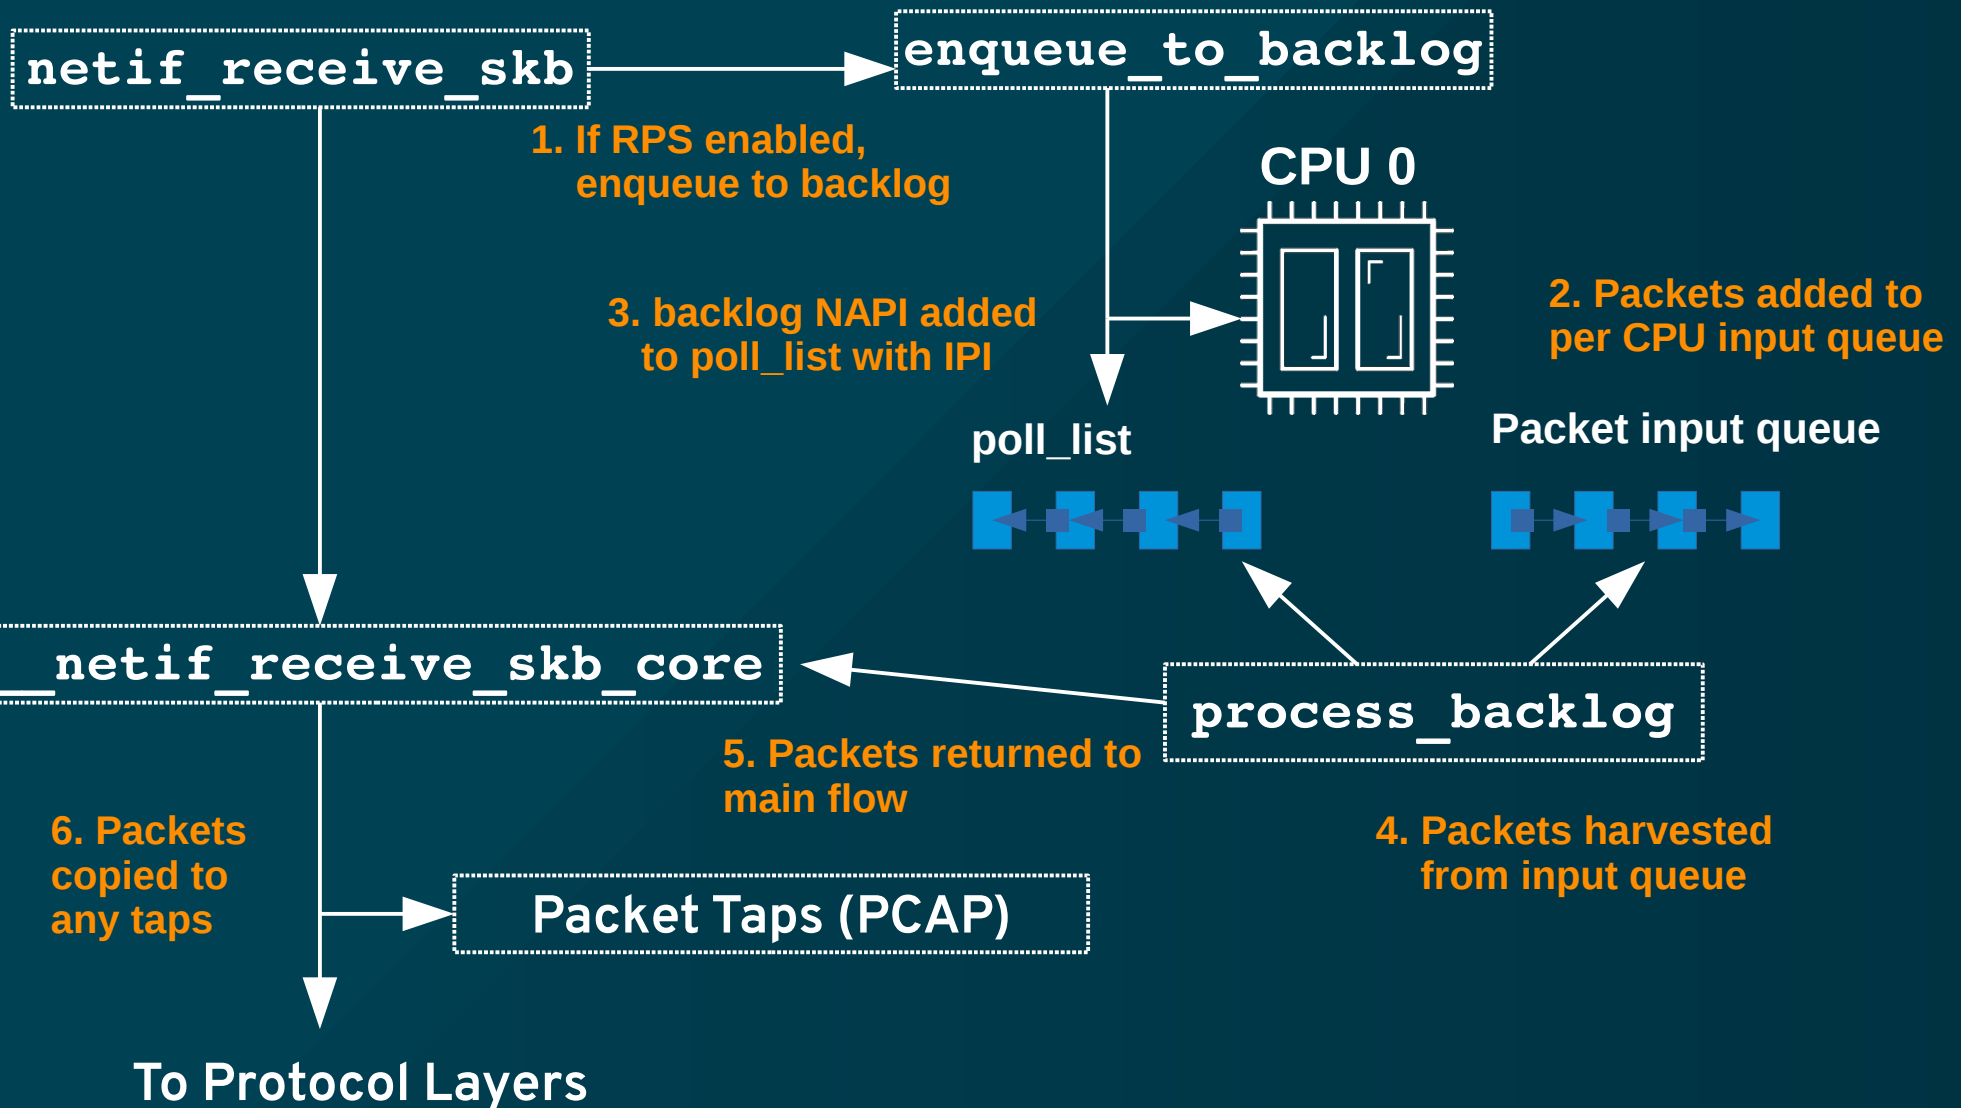 netif_receive_skb
enqueue_to_backlog
1. If RPS enabled,
enqueue to backlog
CPU 0
2. Packets added to
per CPU input queue
3. backlog NAPI added
to poll_list with IPI
poll_list
Packet input queue
__netif_receive_skb_core
process_backlog
5. Packets returned to
main flow
6. Packets
copied to
any taps
4. Packets harvested
from input queue
Packet Taps (PCAP)
To Protocol Layers